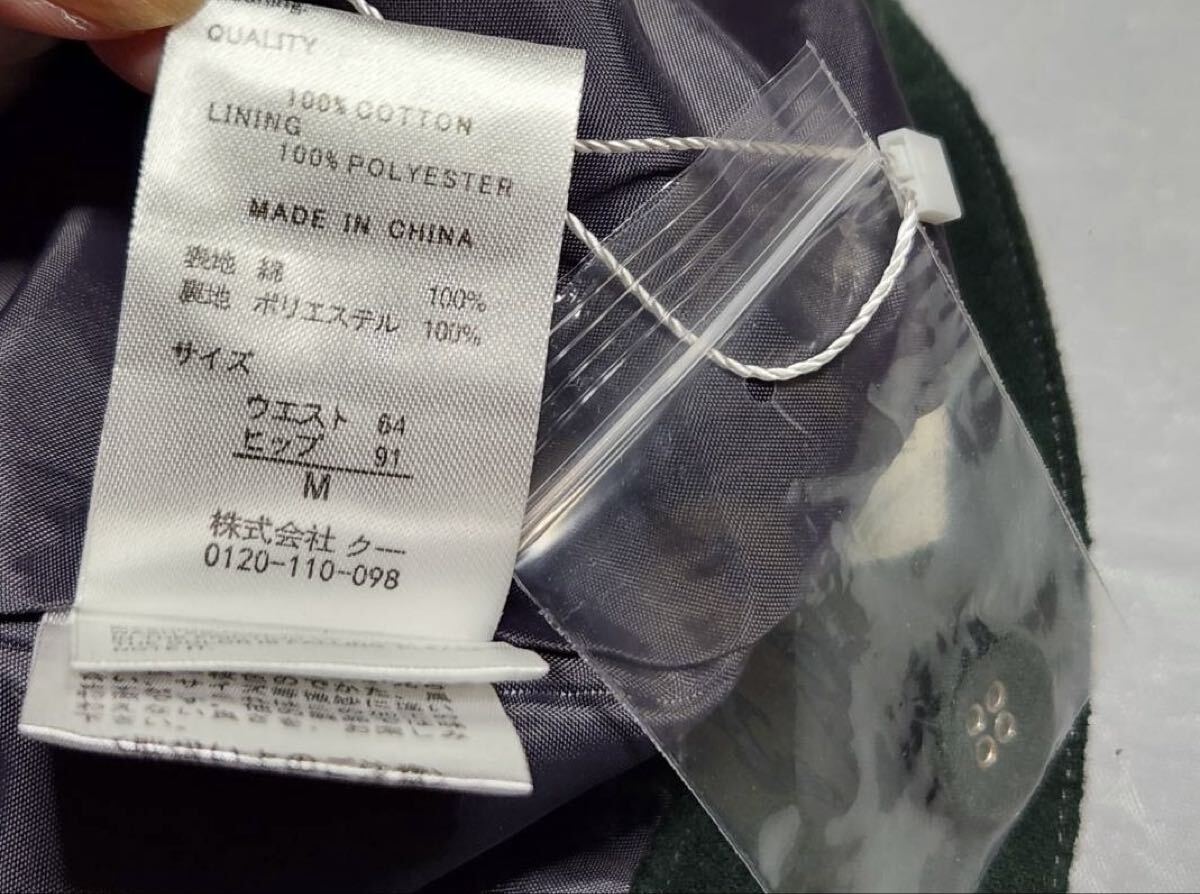 QUALITY
100% COTTON
LINING
100% POLYESTER
MADE IN CHINA
表地 綿 100%
裏地 ポリエステル 100%
サイズ
ウエスト 64
ヒップ 91
M
株式会社 クー
0120-110-098